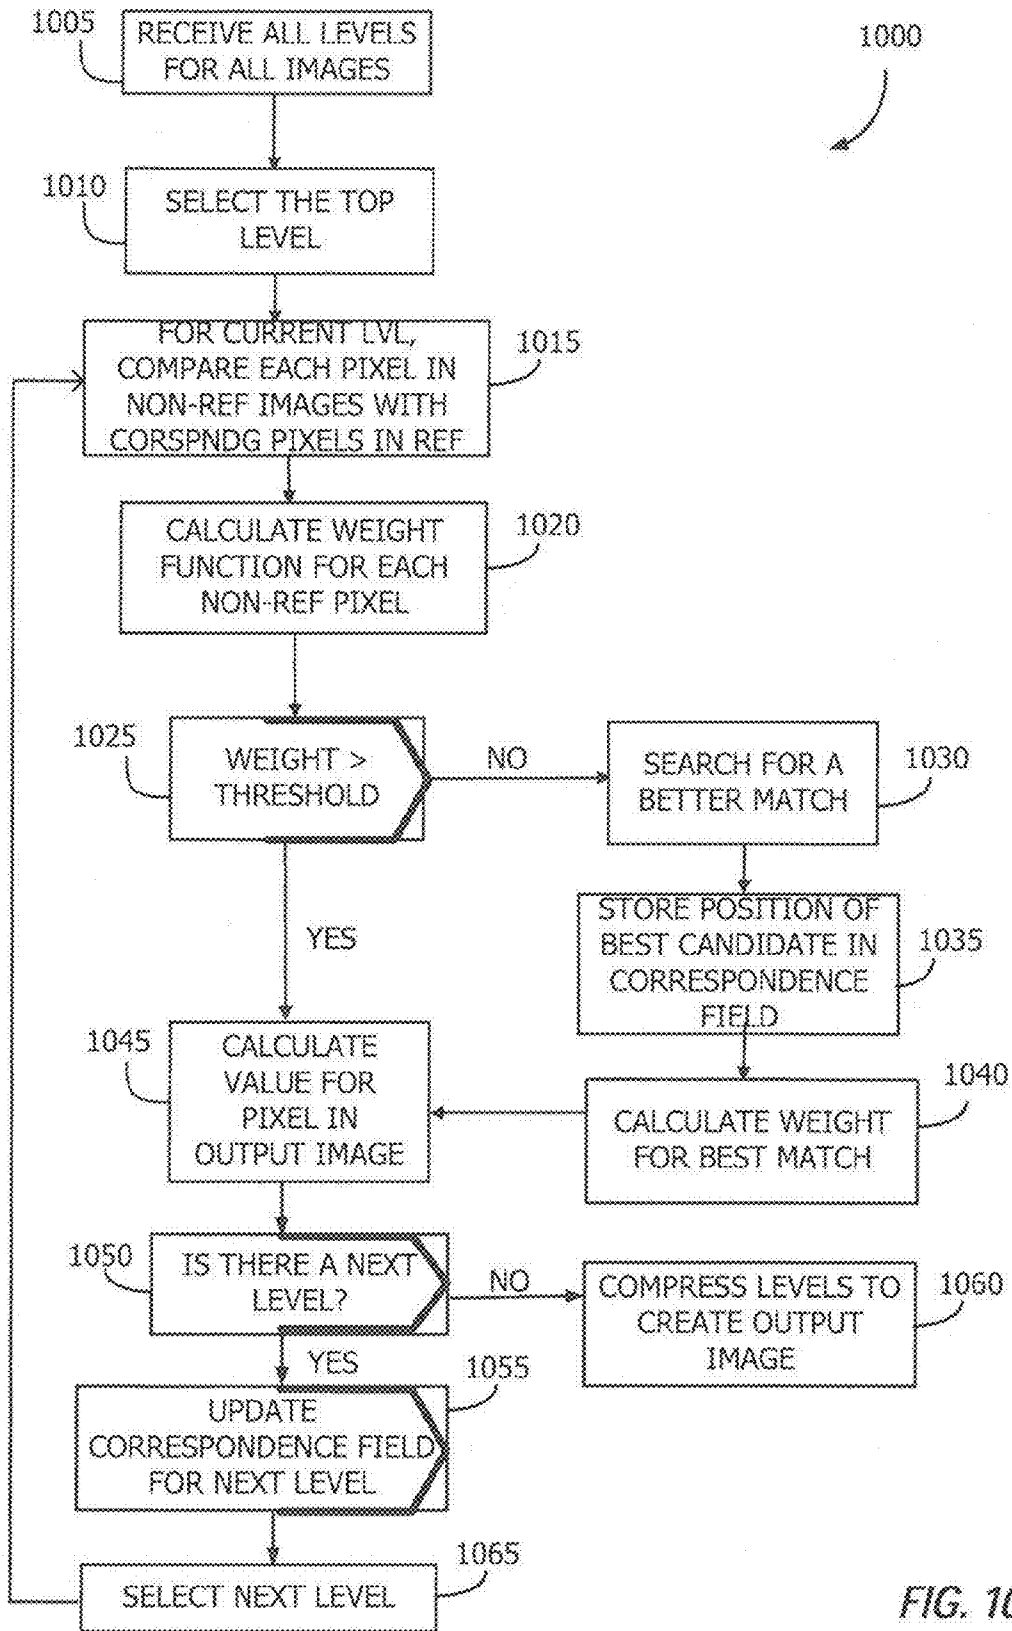 1005
RECEIVE ALL LEVELS
FOR ALL IMAGES
1000
1010
SELECT THE TOP
LEVEL
FOR CURRENT LVL,
COMPARE EACH PIXEL IN
NON-REF IMAGES WITH
CORSPNDG PIXELS IN REF
1015
CALCULATE WEIGHT
FUNCTION FOR EACH
NON-REF PIXEL
1020
1025
WEIGHT >
THRESHOLD
NO
SEARCH FOR A
BETTER MATCH
1030
YES
STORE POSITION OF
BEST CANDIDATE IN
CORRESPONDENCE
FIELD
1035
1045
CALCULATE
VALUE FOR
PIXEL IN
OUTPUT IMAGE
CALCULATE WEIGHT
FOR BEST MATCH
1040
1050
IS THERE A NEXT
LEVEL?
NO
COMPRESS LEVELS TO
CREATE OUTPUT
IMAGE
1060
YES
UPDATE
CORRESPONDENCE FIELD
FOR NEXT LEVEL
1055
SELECT NEXT LEVEL
1065
FIG. 10